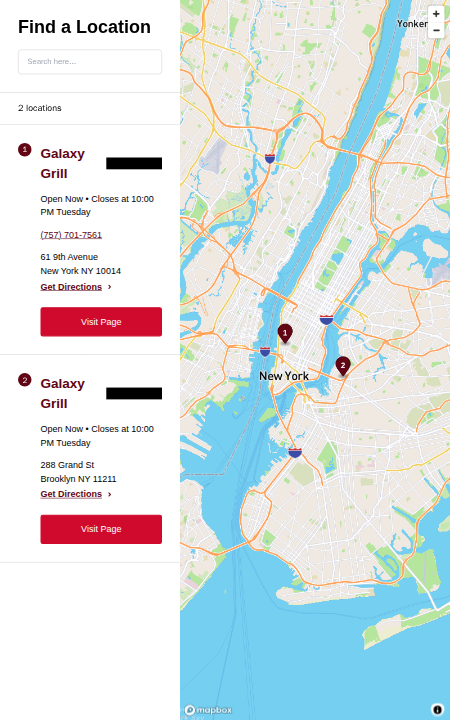 Find a Location
Search here...
2 locations
1
Galaxy
Grill
Open Now • Closes at 10:00
PM Tuesday
(757) 701-7561
61 9th Avenue
New York NY 10014
Get Directions ›
Visit Page
2
Galaxy
Grill
Open Now • Closes at 10:00
PM Tuesday
288 Grand St
Brooklyn NY 11211
Get Directions ›
Visit Page
Yonker
+
−
1
2
New York
mapbox
i